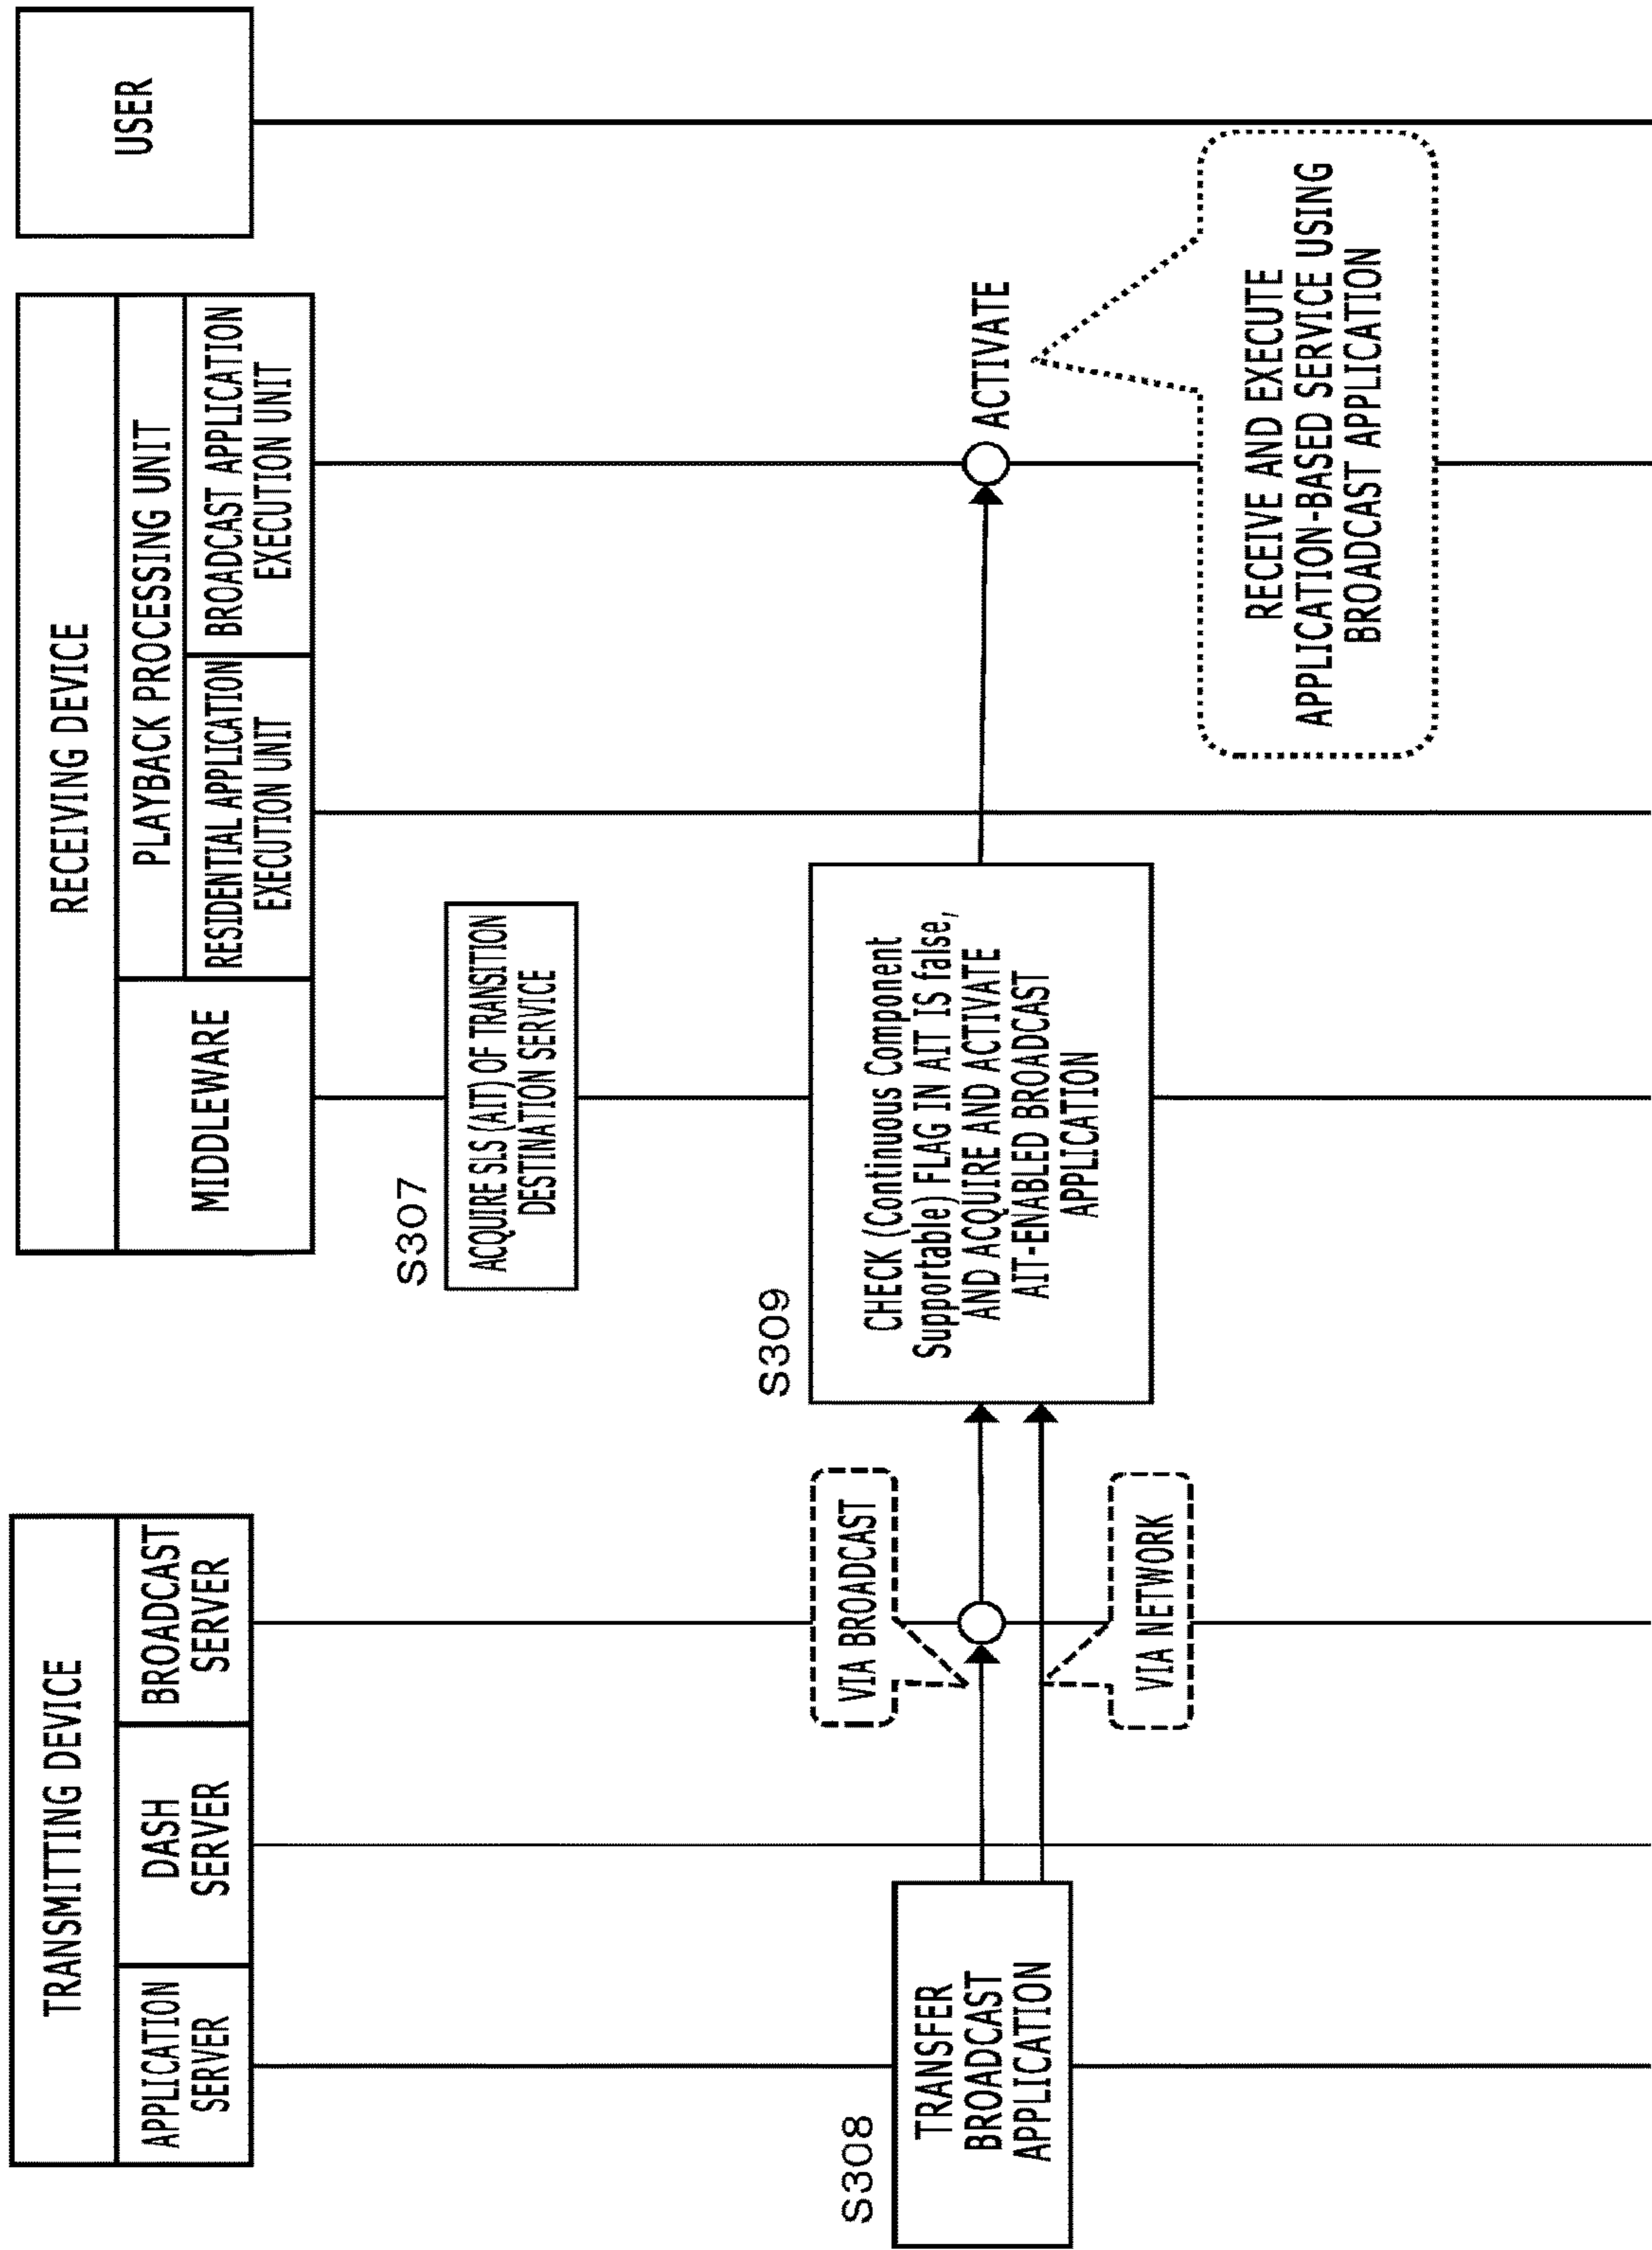 TRANSMITTING DEVICE
APPLICATION
SERVER
DASH
SERVER
BROADCAST
SERVER
RECEIVING DEVICE
MIDDLEWARE
PLAYBACK PROCESSING UNIT
RESIDENTIAL APPLICATION
EXECUTION UNIT
BROADCAST APPLICATION
EXECUTION UNIT
USER
S307
ACQUIRE SLS (AIT) OF TRANSITION
DESTINATION SERVICE
S308
TRANSFER
BROADCAST
APPLICATION
VIA BROADCAST
VIA NETWORK
S309
CHECK (Continuous Component
Supportable) FLAG IN AIT IS false,
AND ACQUIRE AND ACTIVATE
AIT-ENABLED BROADCAST
APPLICATION
ACTIVATE
RECEIVE AND EXECUTE
APPLICATION-BASED SERVICE USING
BROADCAST APPLICATION